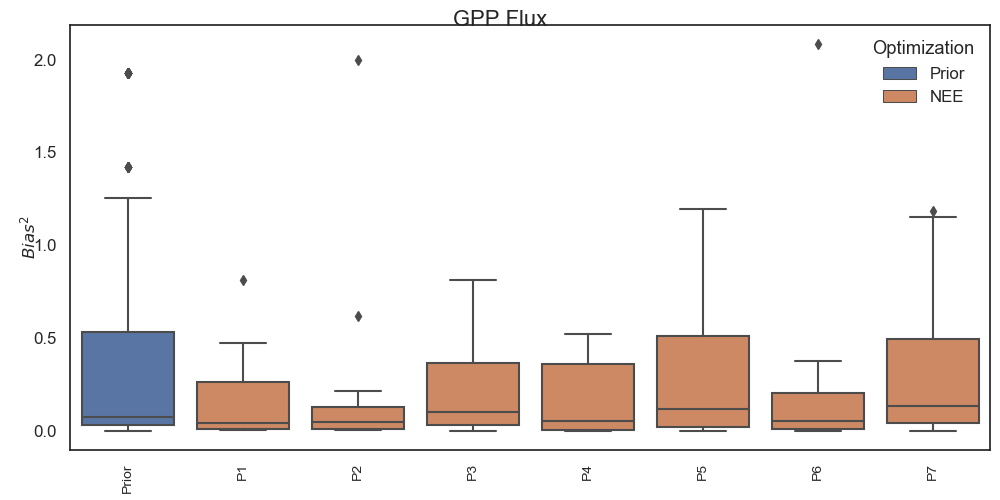 GPP Flux
Optimization
Prior
NEE
Bias²
2.0
1.5
1.0
0.5
0.0
Prior
P1
P2
P3
P4
P5
P6
P7